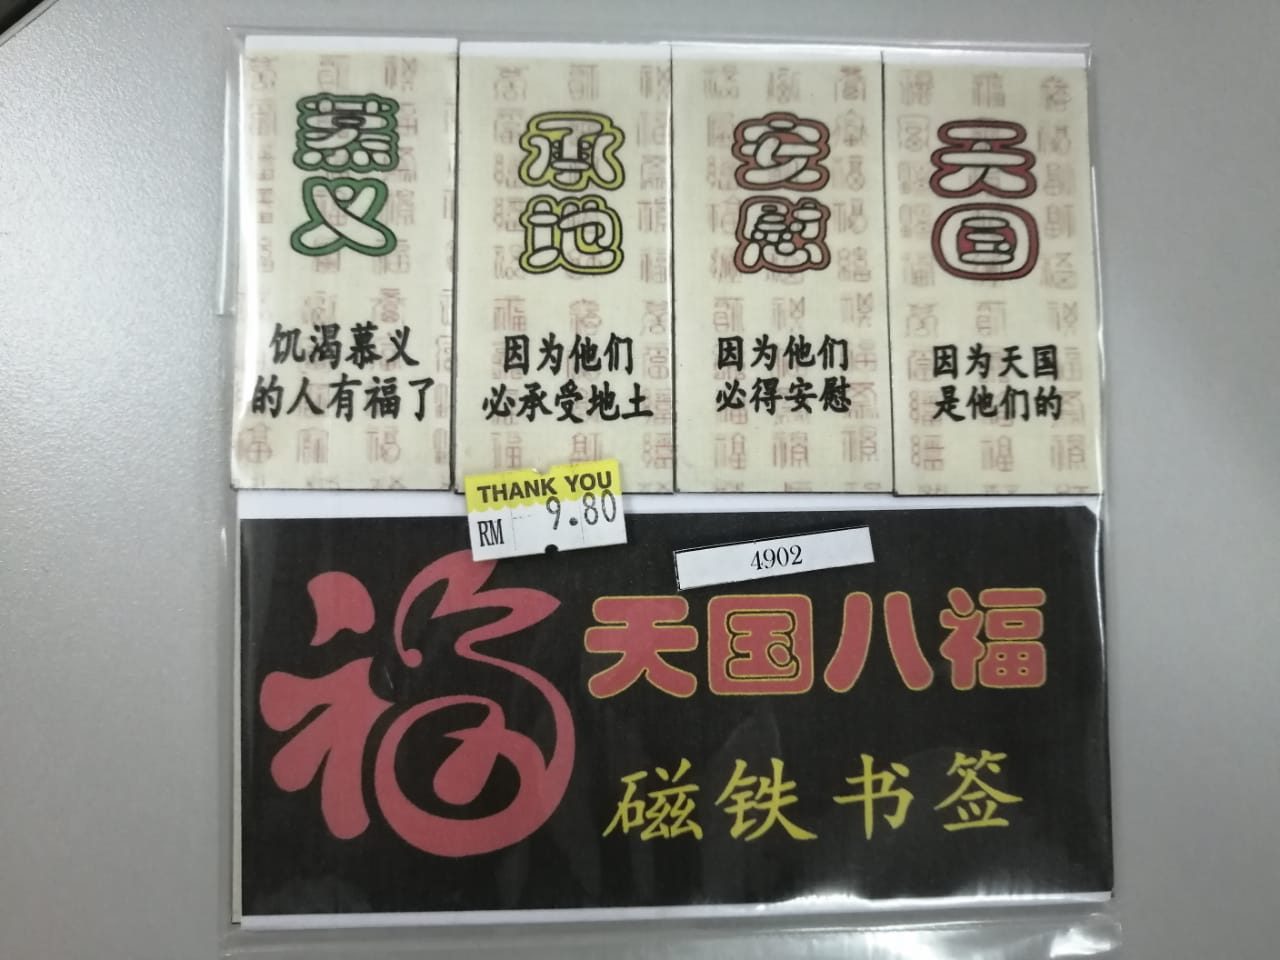 慕义
饥渴慕义
的人有福了
承地
因为他们
必承受地土
安慰
因为他们
必得安慰
天国
因为天国
是他们的
THANK YOU
RM 9.80
4902
福
天国八福
磁铁书签